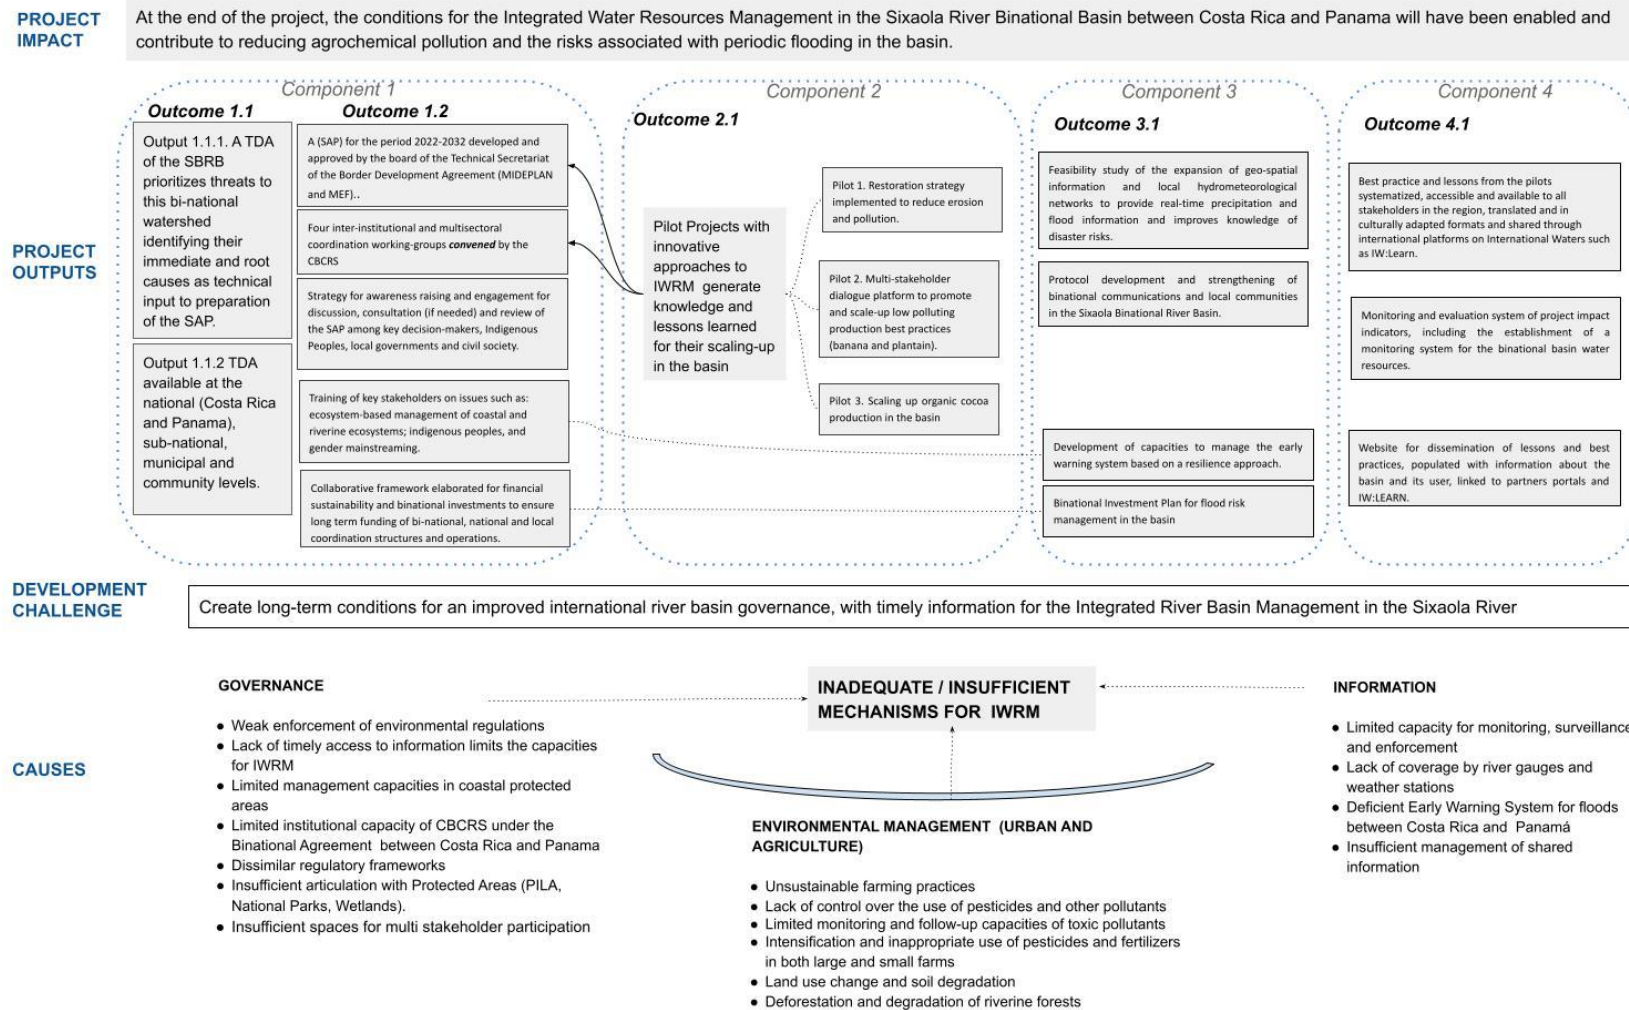 PROJECT
IMPACT
At the end of the project, the conditions for the Integrated Water Resources Management in the Sixaola River Binational Basin between Costa Rica and Panama will have been enabled and
contribute to reducing agrochemical pollution and the risks associated with periodic flooding in the basin.
PROJECT
OUTPUTS
Component 1
Outcome 1.1
Output 1.1.1. A TDA
of the SBRB
prioritizes threats to
this bi-national
watershed
identifying their
immediate and root
causes as technical
input to preparation
of the SAP.
Output 1.1.2 TDA
available at the
national (Costa Rica
and Panama),
sub-national,
municipal and
community levels.
Outcome 1.2
A (SAP) for the period 2022-2032 developed and
approved by the board of the Technical Secretariat
of the Border Development Agreement (MIDEPLAN
and MEF)..
Four inter-institutional and multisectoral
coordination working-groups convened by the
CBCRS
Strategy for awareness raising and engagement for
discussion, consultation (if needed) and review of
the SAP among key decision-makers, Indigenous
Peoples, local governments and civil society.
Training of key stakeholders on issues such as:
ecosystem-based management of coastal and
riverine ecosystems; indigenous peoples, and
gender mainstreaming.
Collaborative framework elaborated for financial
sustainability and binational investments to ensure
long term funding of bi-national, national and local
coordination structures and operations.
Component 2
Outcome 2.1
Pilot Projects with
innovative
approaches to
IWRM generate
knowledge and
lessons learned
for their scaling-up
in the basin
Pilot 1. Restoration strategy
implemented to reduce erosion
and pollution.
Pilot 2. Multi-stakeholder
dialogue platform to promote
and scale-up low polluting
production best practices
(banana and plantain).
Pilot 3. Scaling up organic cocoa
production in the basin
Component 3
Outcome 3.1
Feasibility study of the expansion of geo-spatial
information and local hydrometeorological
networks to provide real-time precipitation and
flood information and improves knowledge of
disaster risks.
Protocol development and strengthening of
binational communications and local communities
in the Sixaola Binational River Basin.
Development of capacities to manage the early
warning system based on a resilience approach.
Binational Investment Plan for flood risk
management in the basin
Component 4
Outcome 4.1
Best practice and lessons from the pilots
systematized, accessible and available to all
stakeholders in the region, translated and in
culturally adapted formats and shared through
international platforms on International Waters such
as IW:Learn.
Monitoring and evaluation system of project impact
indicators, including the establishment of a
monitoring system for the binational basin water
resources.
Website for dissemination of lessons and best
practices, populated with information about the
basin and its user, linked to partners portals and
IW:LEARN.
DEVELOPMENT
CHALLENGE
Create long-term conditions for an improved international river basin governance, with timely information for the Integrated River Basin Management in the Sixaola River
CAUSES
GOVERNANCE
● Weak enforcement of environmental regulations
● Lack of timely access to information limits the capacities
for IWRM
● Limited management capacities in coastal protected
areas
● Limited institutional capacity of CBCRS under the
Binational Agreement between Costa Rica and Panama
● Dissimilar regulatory frameworks
● Insufficient articulation with Protected Areas (PILA,
National Parks, Wetlands).
● Insufficient spaces for multi stakeholder participation
INADEQUATE / INSUFFICIENT
MECHANISMS FOR IWRM
ENVIRONMENTAL MANAGEMENT (URBAN AND
AGRICULTURE)
● Unsustainable farming practices
● Lack of control over the use of pesticides and other pollutants
● Limited monitoring and follow-up capacities of toxic pollutants
● Intensification and inappropriate use of pesticides and fertilizers
in both large and small farms
● Land use change and soil degradation
● Deforestation and degradation of riverine forests
INFORMATION
● Limited capacity for monitoring, surveillance
and enforcement
● Lack of coverage by river gauges and
weather stations
● Deficient Early Warning System for floods
between Costa Rica and Panamá
● Insufficient management of shared
information